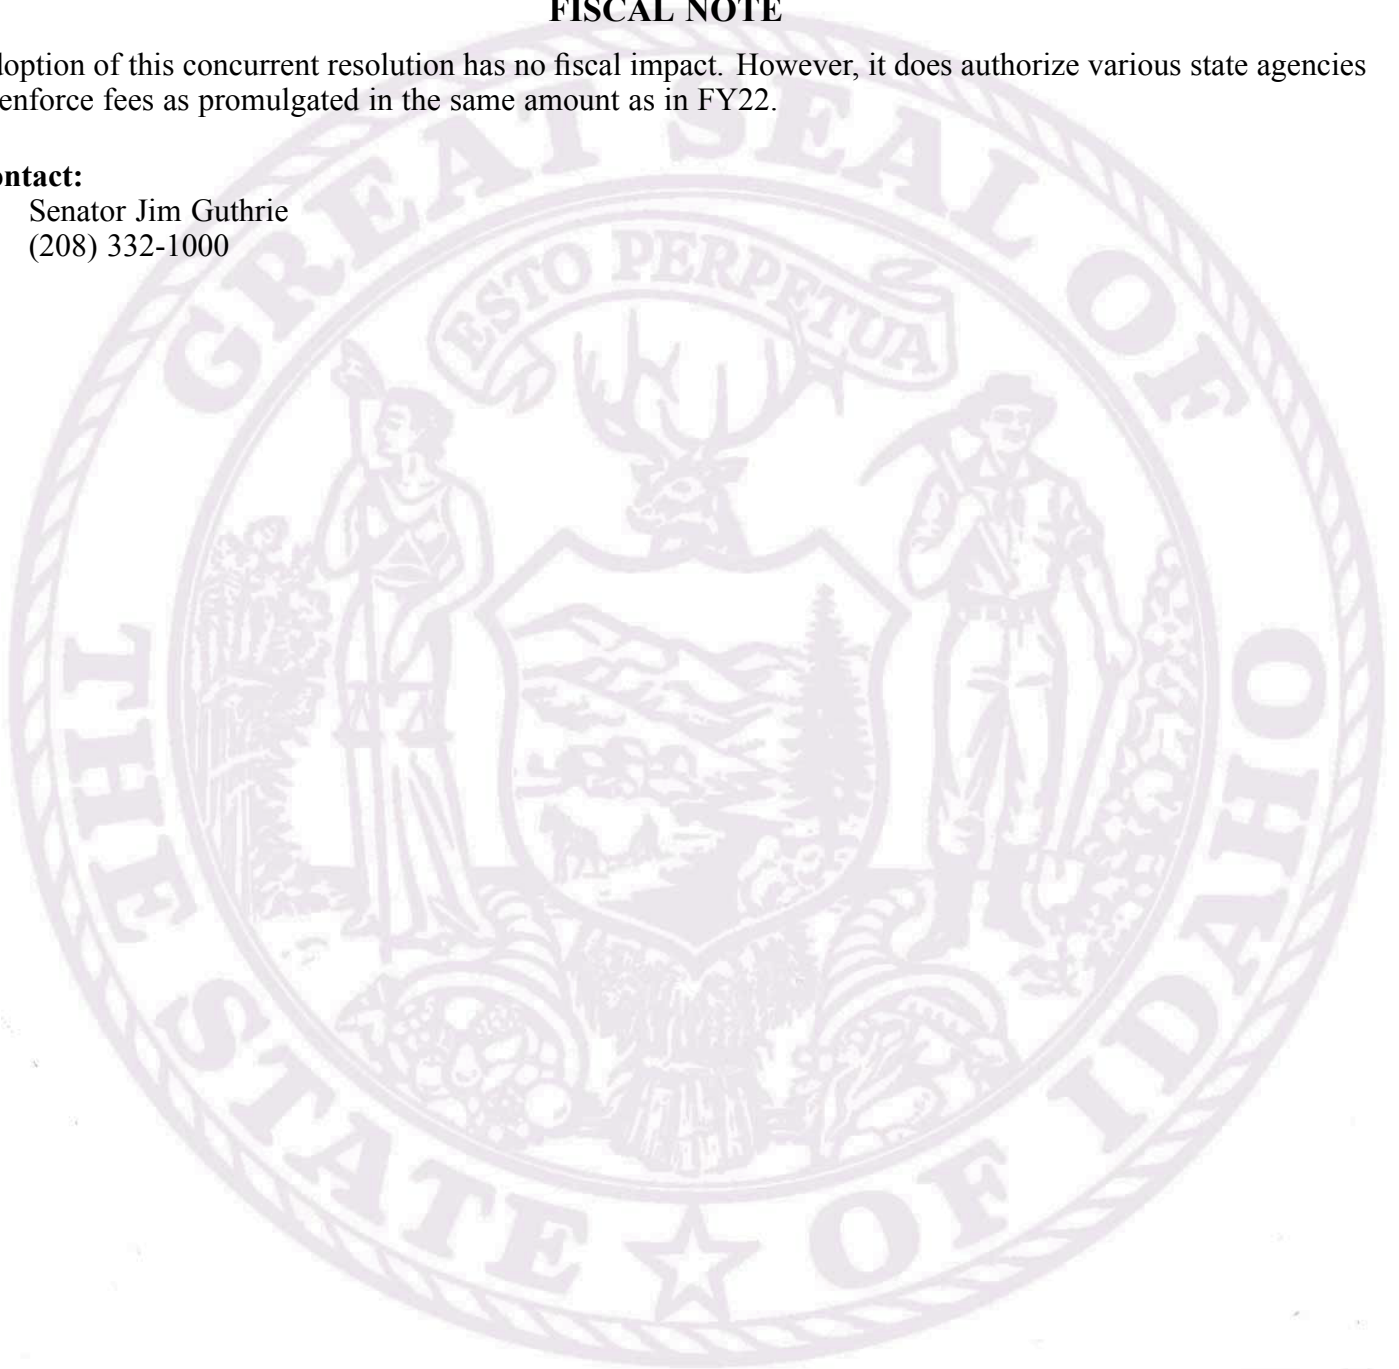 FISCAL NOTE
doption of this concurrent resolution has no fiscal impact. However, it does authorize various state agencies
enforce fees as promulgated in the same amount as in FY22.
ontact:
Senator Jim Guthrie
(208) 332-1000
GREAT SEAL OF
ESTO PERPETUA
THE STATE OF IDAHO